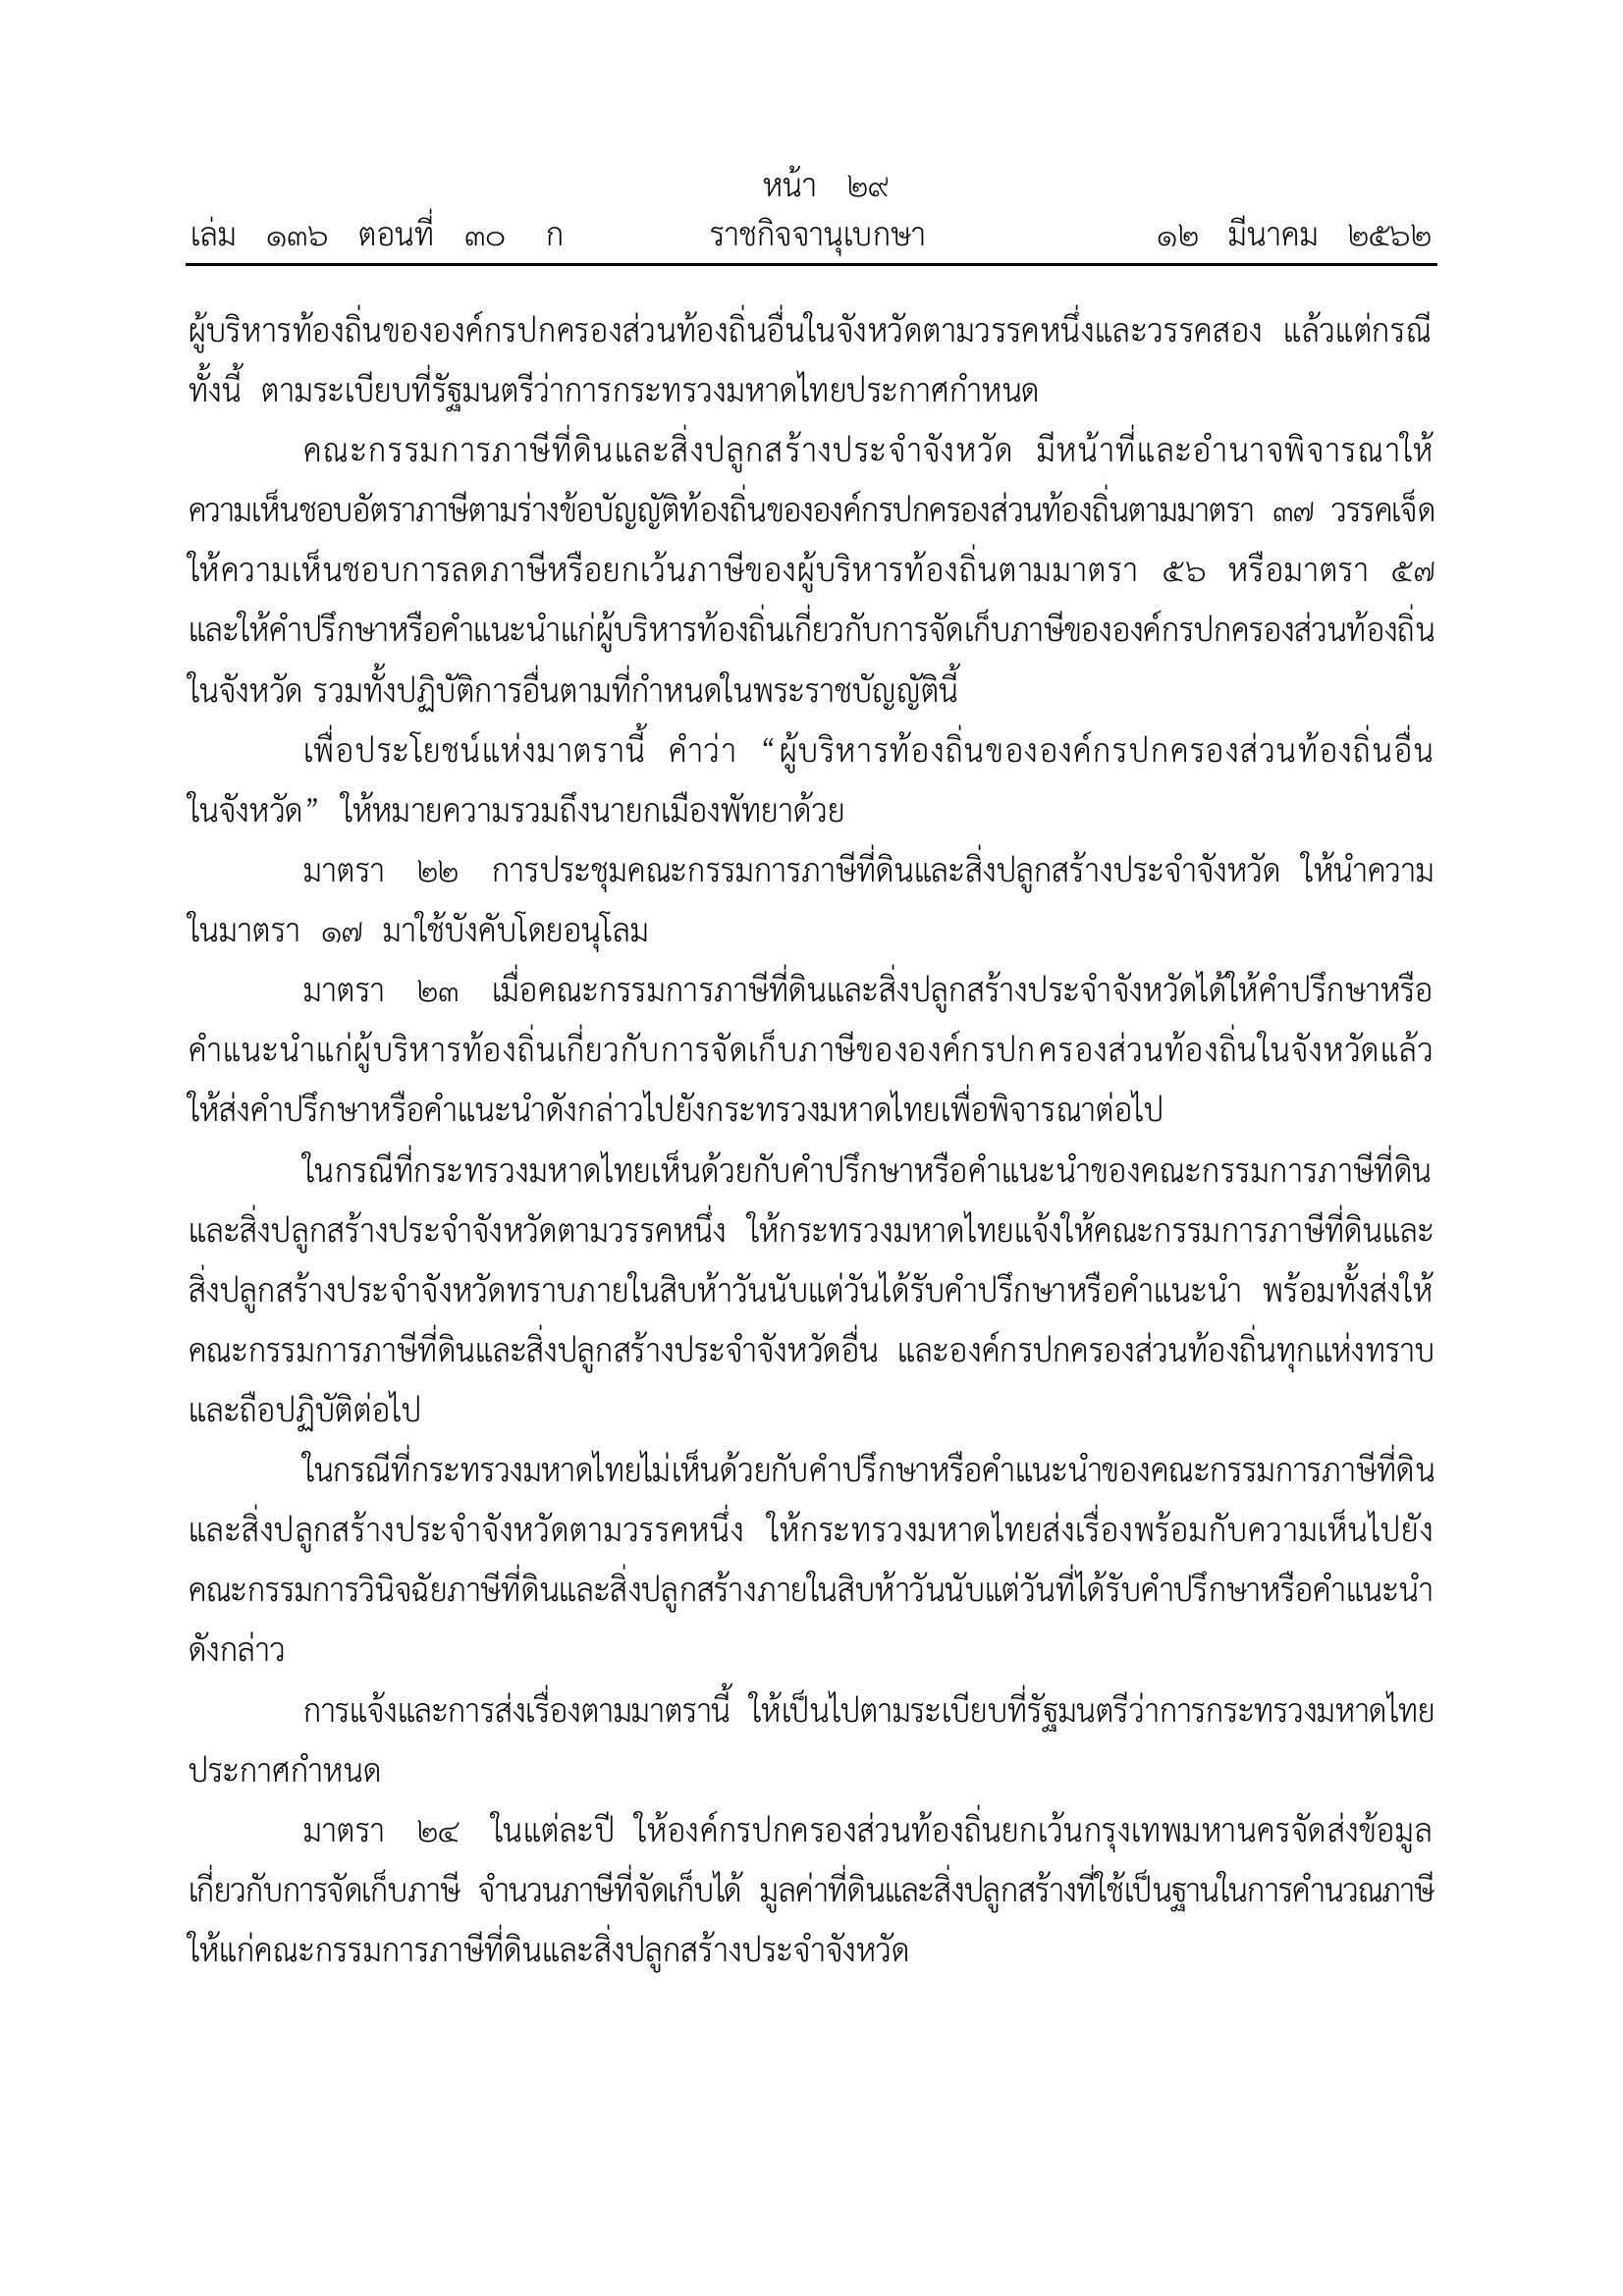 หน้า ๒๙
เล่ม ๑๓๖ ตอนที่ ๓๐ ก ราชกิจจานุเบกษา ๑๒ มีนาคม ๒๕๖๒
ผู้บริหารท้องถิ่นขององค์กรปกครองส่วนท้องถิ่นอื่นในจังหวัดตามวรรคหนึ่งและวรรคสอง แล้วแต่กรณี
ทั้งนี้ ตามระเบียบที่รัฐมนตรีว่าการกระทรวงมหาดไทยประกาศกำหนด
คณะกรรมการภาษีที่ดินและสิ่งปลูกสร้างประจำจังหวัด มีหน้าที่และอำนาจพิจารณาให้
ความเห็นชอบอัตราภาษีตามร่างข้อบัญญัติท้องถิ่นขององค์กรปกครองส่วนท้องถิ่นตามมาตรา ๓๗ วรรคเจ็ด
ให้ความเห็นชอบการลดภาษีหรือยกเว้นภาษีของผู้บริหารท้องถิ่นตามมาตรา ๕๖ หรือมาตรา ๕๗
และให้คำปรึกษาหรือคำแนะนำแก่ผู้บริหารท้องถิ่นเกี่ยวกับการจัดเก็บภาษีขององค์กรปกครองส่วนท้องถิ่น
ในจังหวัด รวมทั้งปฏิบัติการอื่นตามที่กำหนดในพระราชบัญญัตินี้
เพื่อประโยชน์แห่งมาตรานี้ คำว่า “ผู้บริหารท้องถิ่นขององค์กรปกครองส่วนท้องถิ่นอื่น
ในจังหวัด” ให้หมายความรวมถึงนายกเมืองพัทยาด้วย
มาตรา ๒๒ การประชุมคณะกรรมการภาษีที่ดินและสิ่งปลูกสร้างประจำจังหวัด ให้นำความ
ในมาตรา ๑๗ มาใช้บังคับโดยอนุโลม
มาตรา ๒๓ เมื่อคณะกรรมการภาษีที่ดินและสิ่งปลูกสร้างประจำจังหวัดได้ให้คำปรึกษาหรือ
คำแนะนำแก่ผู้บริหารท้องถิ่นเกี่ยวกับการจัดเก็บภาษีขององค์กรปกครองส่วนท้องถิ่นในจังหวัดแล้ว
ให้ส่งคำปรึกษาหรือคำแนะนำดังกล่าวไปยังกระทรวงมหาดไทยเพื่อพิจารณาต่อไป
ในกรณีที่กระทรวงมหาดไทยเห็นด้วยกับคำปรึกษาหรือคำแนะนำของคณะกรรมการภาษีที่ดิน
และสิ่งปลูกสร้างประจำจังหวัดตามวรรคหนึ่ง ให้กระทรวงมหาดไทยแจ้งให้คณะกรรมการภาษีที่ดินและ
สิ่งปลูกสร้างประจำจังหวัดทราบภายในสิบห้าวันนับแต่วันได้รับคำปรึกษาหรือคำแนะนำ พร้อมทั้งส่งให้
คณะกรรมการภาษีที่ดินและสิ่งปลูกสร้างประจำจังหวัดอื่น และองค์กรปกครองส่วนท้องถิ่นทุกแห่งทราบ
และถือปฏิบัติต่อไป
ในกรณีที่กระทรวงมหาดไทยไม่เห็นด้วยกับคำปรึกษาหรือคำแนะนำของคณะกรรมการภาษีที่ดิน
และสิ่งปลูกสร้างประจำจังหวัดตามวรรคหนึ่ง ให้กระทรวงมหาดไทยส่งเรื่องพร้อมกับความเห็นไปยัง
คณะกรรมการวินิจฉัยภาษีที่ดินและสิ่งปลูกสร้างภายในสิบห้าวันนับแต่วันที่ได้รับคำปรึกษาหรือคำแนะนำ
ดังกล่าว
การแจ้งและการส่งเรื่องตามมาตรานี้ ให้เป็นไปตามระเบียบที่รัฐมนตรีว่าการกระทรวงมหาดไทย
ประกาศกำหนด
มาตรา ๒๔ ในแต่ละปี ให้องค์กรปกครองส่วนท้องถิ่นยกเว้นกรุงเทพมหานครจัดส่งข้อมูล
เกี่ยวกับการจัดเก็บภาษี จำนวนภาษีที่จัดเก็บได้ มูลค่าที่ดินและสิ่งปลูกสร้างที่ใช้เป็นฐานในการคำนวณภาษี
ให้แก่คณะกรรมการภาษีที่ดินและสิ่งปลูกสร้างประจำจังหวัด